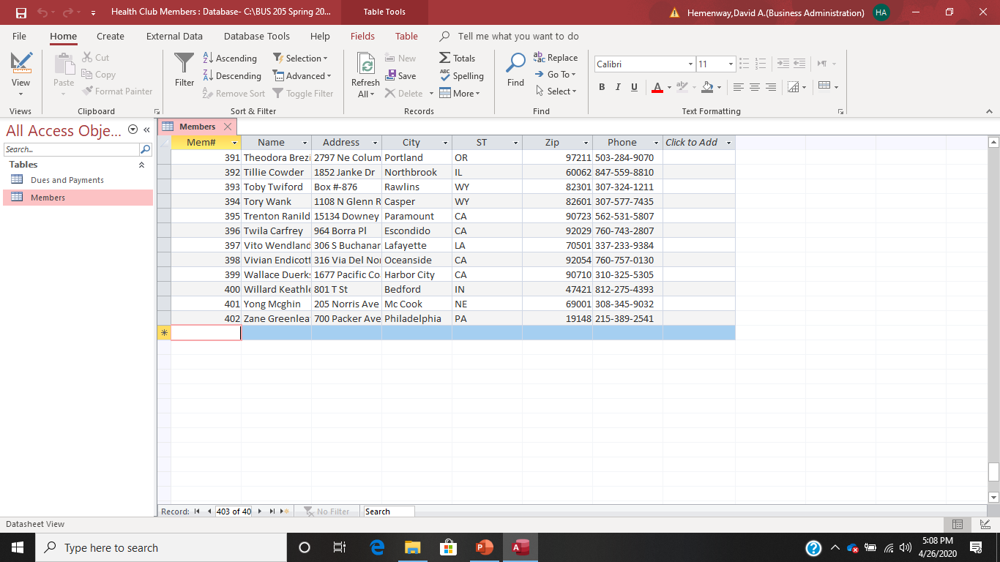 Health Club Members : Database- C:\BUS 205 Spring 20... Table Tools Hemenway,David A.(Business Administration) HA
File Home Create External Data Database Tools Help Fields Table Tell me what you want to do
View Paste Cut Copy Format Painter
Filter Ascending Descending Remove Sort Selection Advanced Toggle Filter
Refresh All New Save Delete Totals Spelling More
Find Replace Go To Select
Calibri 11
B I U A
Views Clipboard Sort & Filter Records Find Text Formatting
All Access Obje...
Search...
Tables
Dues and Payments
Members
Members
Mem# Name Address City ST Zip Phone Click to Add
391 Theodora Brezi 2797 Ne Colum Portland OR 97211 503-284-9070
392 Tillie Cowder 1852 Janke Dr Northbrook IL 60062 847-559-8810
393 Toby Twiford Box #-876 Rawlins WY 82301 307-324-1211
394 Tory Wank 1108 N Glenn R Casper WY 82601 307-577-7435
395 Trenton Ranild 15134 Downey Paramount CA 90723 562-531-5807
396 Twila Carfrey 964 Borra Pl Escondido CA 92029 760-743-2807
397 Vito Wendland 306 S Buchanar Lafayette LA 70501 337-233-9384
398 Vivian Endicott 316 Via Del Nor Oceanside CA 92054 760-757-0130
399 Wallace Duerks 1677 Pacific Co Harbor City CA 90710 310-325-5305
400 Willard Keathle 801 T St Bedford IN 47421 812-275-4393
401 Yong Mcghin 205 Norris Ave Mc Cook NE 69001 308-345-9032
402 Zane Greenleaf 700 Packer Ave Philadelphia PA 19148 215-389-2541
Record: 403 of 40 No Filter Search
Datasheet View
Type here to search
5:08 PM
4/26/2020